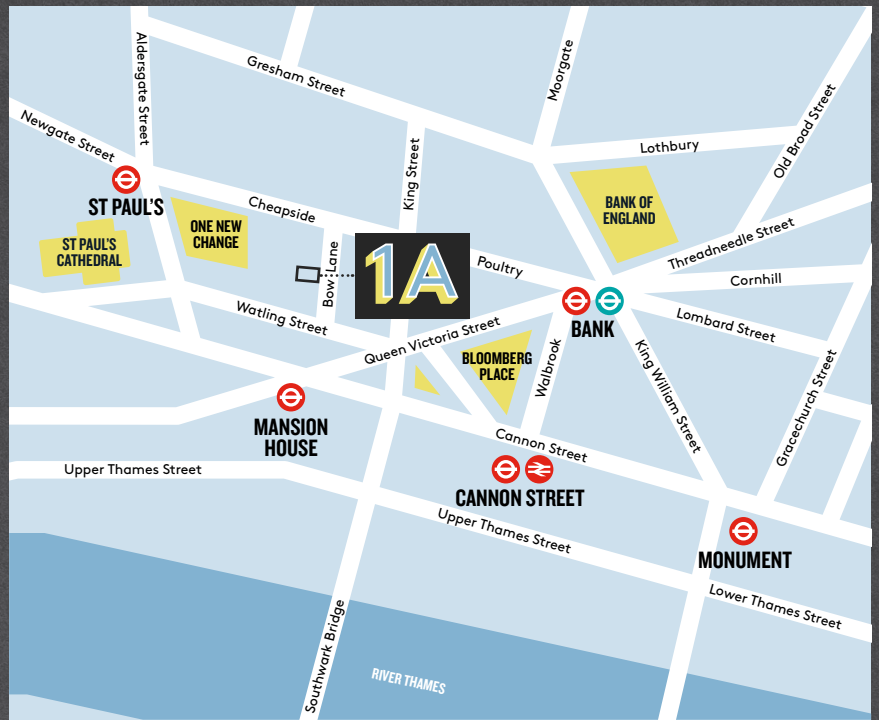 Aldersgate Street
Gresham Street
Moorgate
Newgate Street
Lothbury
Old Broad Street
King Street
ST PAUL'S
Cheapside
ONE NEW
CHANGE
ST PAUL'S
CATHEDRAL
BANK OF
ENGLAND
Threadneedle Street
Bow Lane
1A
Poultry
Cornhill
Watling Street
Queen Victoria Street
BANK
Lombard Street
BLOOMBERG
PLACE
Walbrook
King William Street
Gracechurch Street
MANSION
HOUSE
Cannon Street
Upper Thames Street
CANNON STREET
Upper Thames Street
MONUMENT
Lower Thames Street
Southwark Bridge
RIVER THAMES